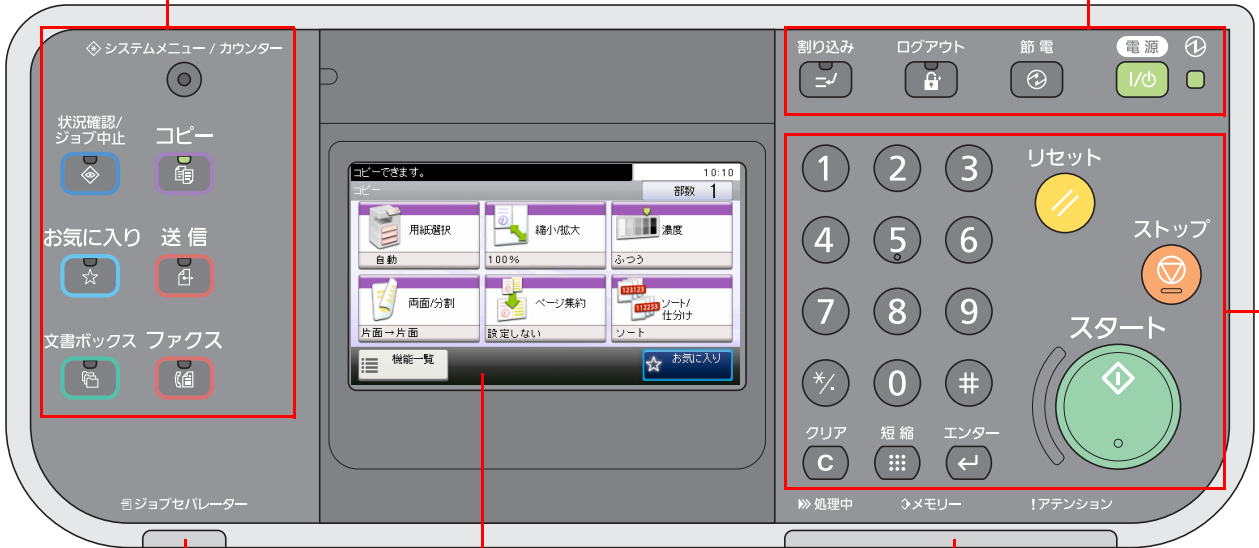 システムメニュー / カウンター
状況確認/
ジョブ中止
コピー
お気に入り
送信
文書ボックス
ファクス
ジョブセパレーター
コピーできます。
10:10
コピー
部数 1
用紙選択
自動
縮小/拡大
100%
濃度
ふつう
両面/分割
片面→片面
ページ集約
設定しない
123123
112233
ソート/
仕分け
ソート
機能一覧
お気に入り
割り込み
ログアウト
節電
電源
1 2 3
リセット
4 5 6
ストップ
7 8 9
スタート
*/. 0 #
クリア
短縮
エンター
C
処理中
メモリー
!アテンション